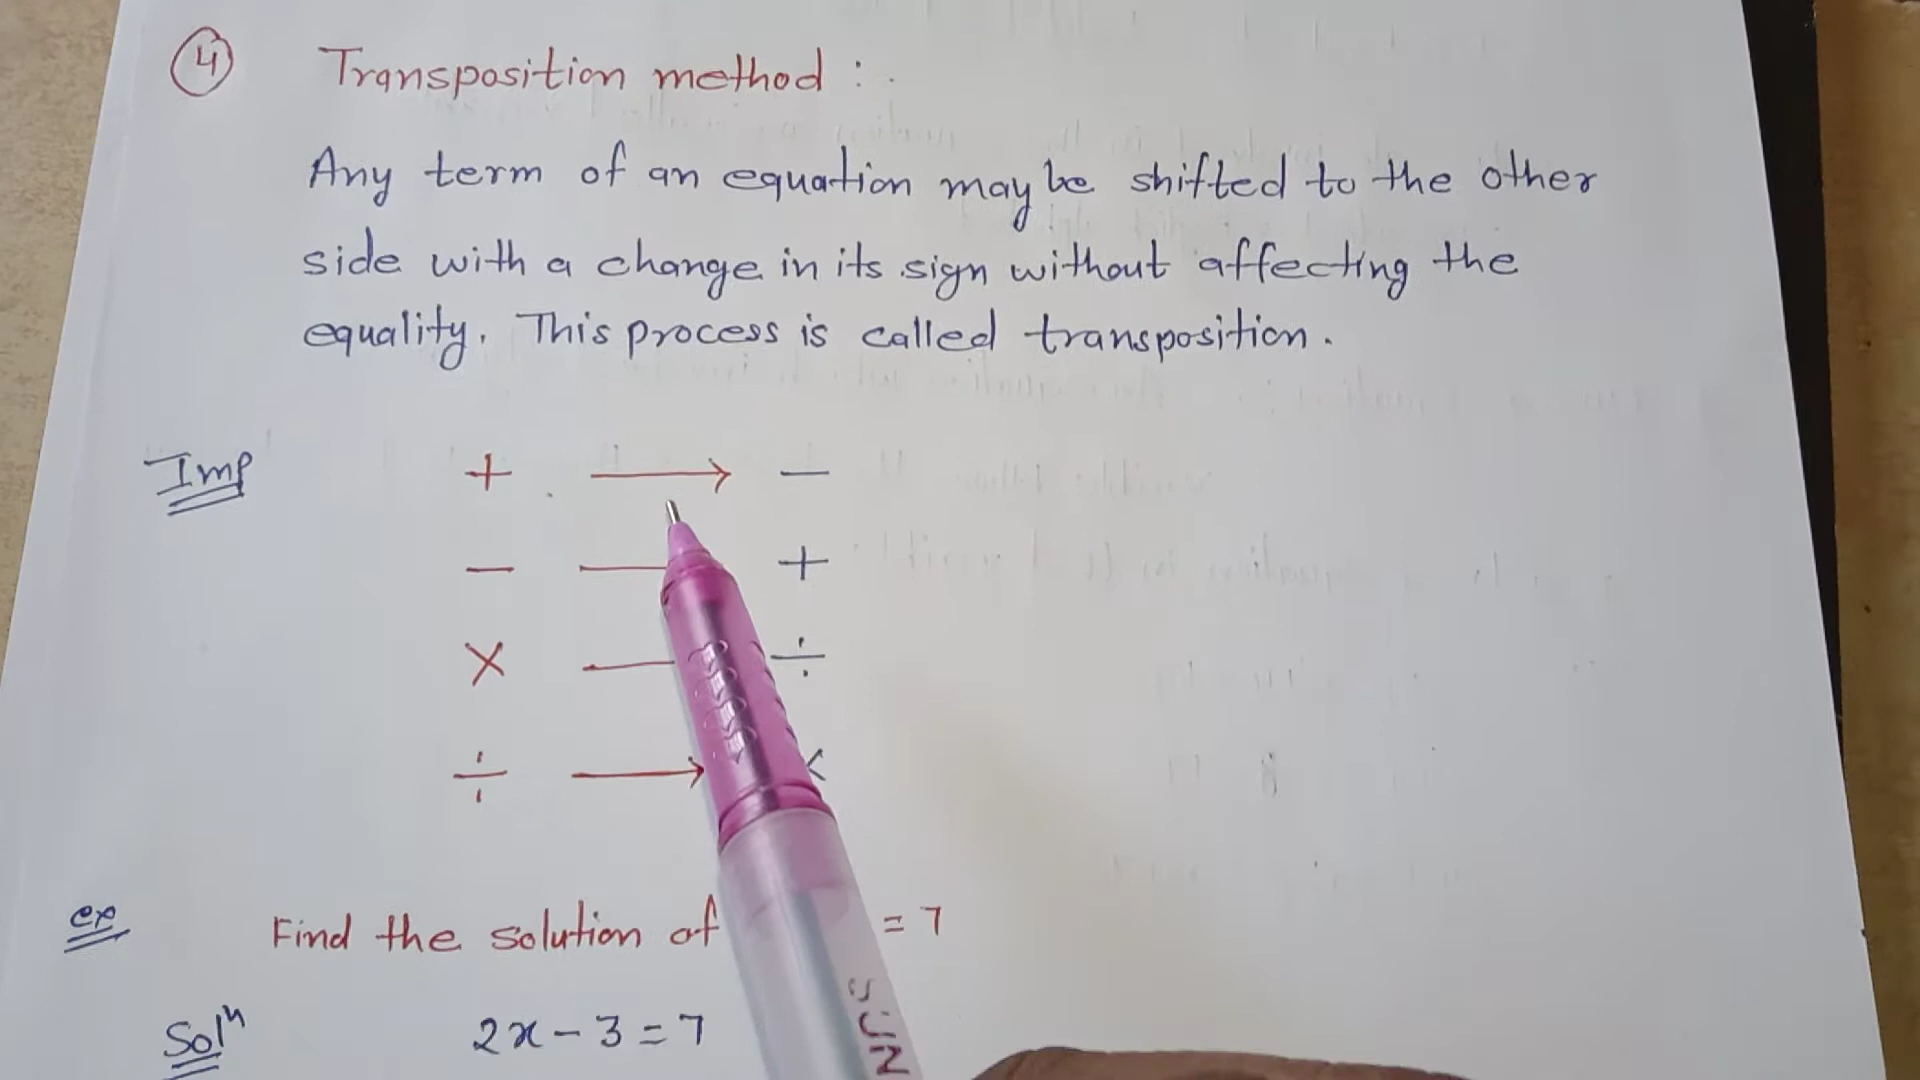 4 Transposition method :
Any term of an equation may be shifted to the other
side with a change in its sign without affecting the
equality. This process is called transposition.
Imp + → −
− +
× ÷
÷ → ×
ex Find the solution of = 7
Solⁿ 2x − 3 = 7
SUN